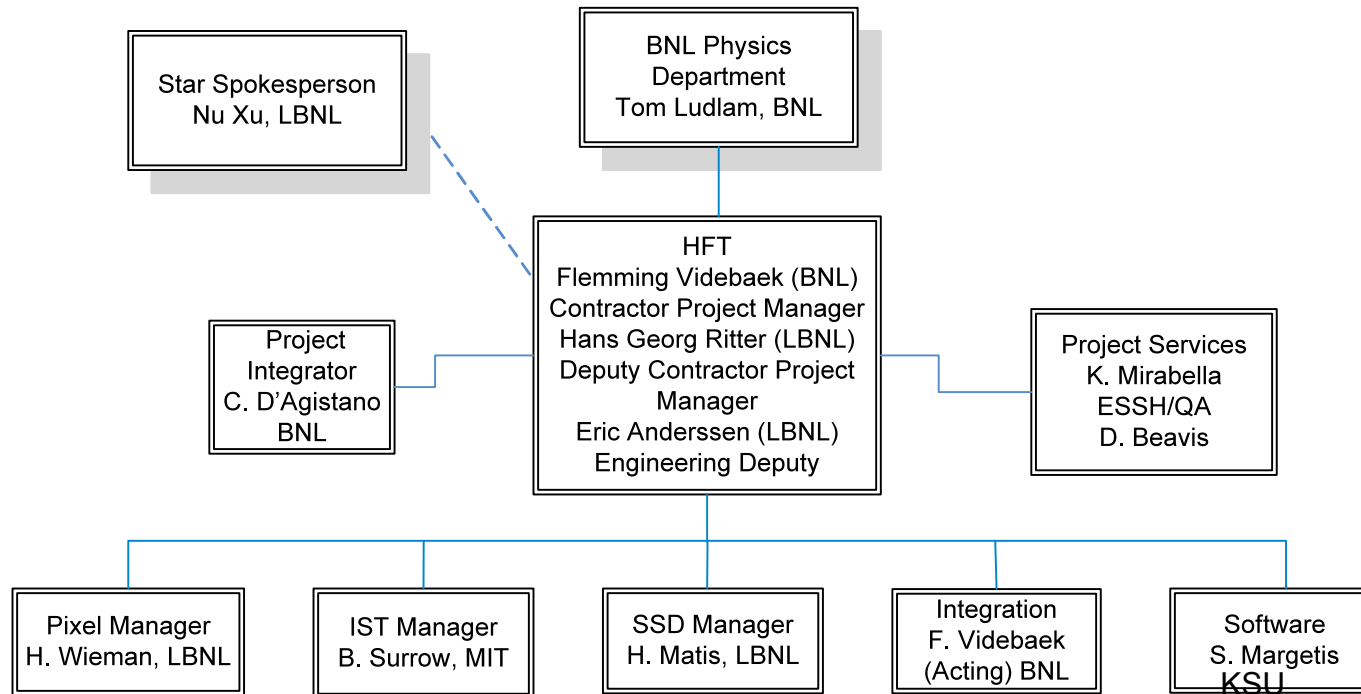 Star Spokesperson
Nu Xu, LBNL
BNL Physics
Department
Tom Ludlam, BNL
HFT
Flemming Videbaek (BNL)
Contractor Project Manager
Hans Georg Ritter (LBNL)
Deputy Contractor Project
Manager
Eric Anderssen (LBNL)
Engineering Deputy
Project
Integrator
C. D’Agistano
BNL
Project Services
K. Mirabella
ESSH/QA
D. Beavis
Pixel Manager
H. Wieman, LBNL
IST Manager
B. Surrow, MIT
SSD Manager
H. Matis, LBNL
Integration
F. Videbaek
(Acting) BNL
Software
S. Margetis
KSU